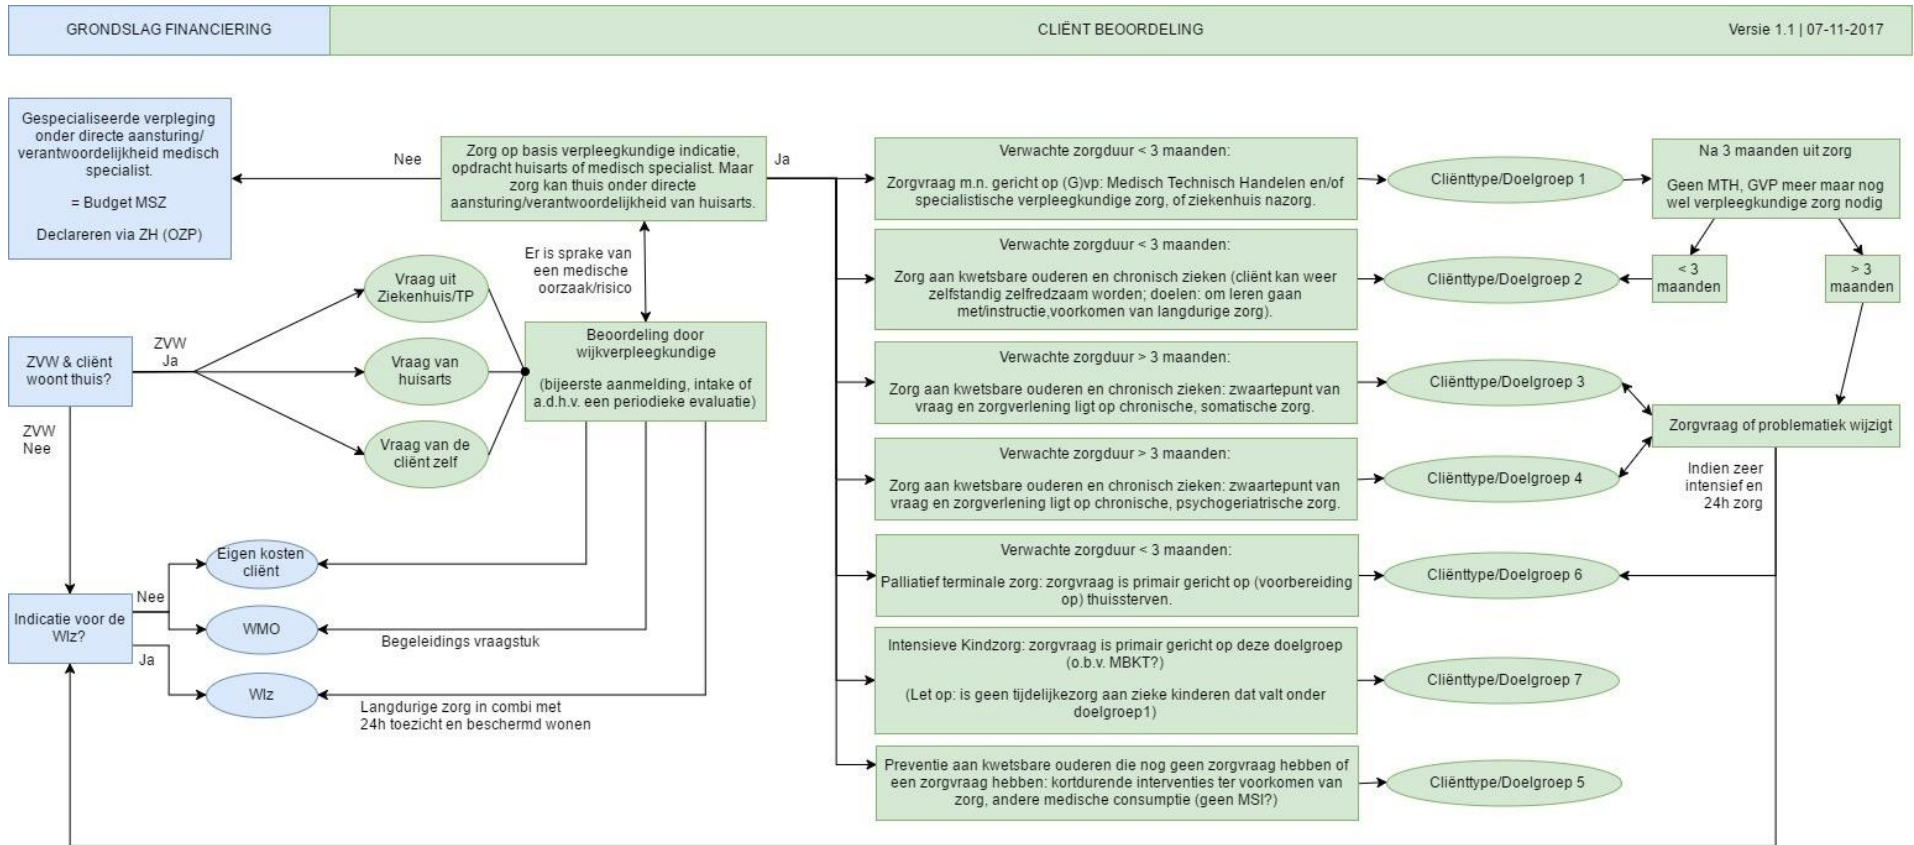 GRONDSLAG FINANCIERING
CLIËNT BEOORDELING
Versie 1.1 | 07-11-2017
Gespecialiseerde verpleging
onder directe aansturing/
verantwoordelijkheid medisch
specialist.
= Budget MSZ
Declareren via ZH (OZP)
Nee
Zorg op basis verpleegkundige indicatie,
opdracht huisarts of medisch specialist. Maar
zorg kan thuis onder directe
aansturing/verantwoordelijkheid van huisarts.
Ja
Er is sprake van
een medische
oorzaak/risico
Vraag uit
Ziekenhuis/TP
Vraag van
huisarts
Vraag van de
cliënt zelf
Beoordeling door
wijkverpleegkundige
(bijeerste aanmelding, intake of
a.d.h.v. een periodieke evaluatie)
ZVW & cliënt
woont thuis?
ZVW
Ja
ZVW
Nee
Indicatie voor de
Wlz?
Nee
Ja
Eigen kosten
cliënt
WMO
Begeleidings vraagstuk
Wlz
Langdurige zorg in combi met
24h toezicht en beschermd wonen
Verwachte zorgduur < 3 maanden:
Zorgvraag m.n. gericht op (G)vp: Medisch Technisch Handelen en/of
specialistische verpleegkundige zorg, of ziekenhuis nazorg.
Cliënttype/Doelgroep 1
Na 3 maanden uit zorg
Geen MTH, GVP meer maar nog
wel verpleegkundige zorg nodig
Verwachte zorgduur < 3 maanden:
Zorg aan kwetsbare ouderen en chronisch zieken (cliënt kan weer
zelfstandig zelfredzaam worden; doelen: om leren gaan
met/instructie,voorkomen van langdurige zorg).
Cliënttype/Doelgroep 2
< 3
maanden
> 3
maanden
Verwachte zorgduur > 3 maanden:
Zorg aan kwetsbare ouderen en chronisch zieken: zwaartepunt van
vraag en zorgverlening ligt op chronische, somatische zorg.
Cliënttype/Doelgroep 3
Zorgvraag of problematiek wijzigt
Verwachte zorgduur > 3 maanden:
Zorg aan kwetsbare ouderen en chronisch zieken: zwaartepunt van
vraag en zorgverlening ligt op chronische, psychogeriatrische zorg.
Cliënttype/Doelgroep 4
Indien zeer
intensief en
24h zorg
Verwachte zorgduur < 3 maanden:
Palliatief terminale zorg: zorgvraag is primair gericht op (voorbereiding
op) thuissterven.
Cliënttype/Doelgroep 6
Intensieve Kindzorg: zorgvraag is primair gericht op deze doelgroep
(o.b.v. MBKT?)
(Let op: is geen tijdelijkezorg aan zieke kinderen dat valt onder
doelgroep1)
Cliënttype/Doelgroep 7
Preventie aan kwetsbare ouderen die nog geen zorgvraag hebben of
een zorgvraag hebben: kortdurende interventies ter voorkomen van
zorg, andere medische consumptie (geen MSI?)
Cliënttype/Doelgroep 5